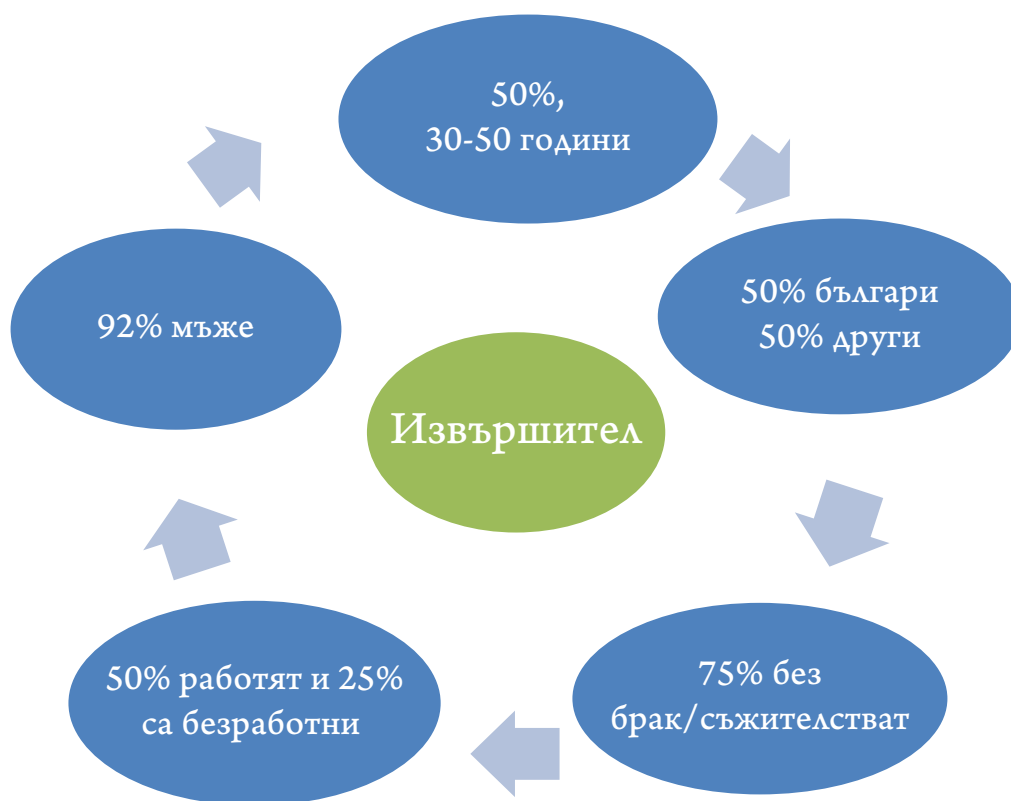 50%,
30-50 години
50% българи
50% други
92% мъже
Извършител
50% работят и 25%
са безработни
75% без
брак/съжителстват